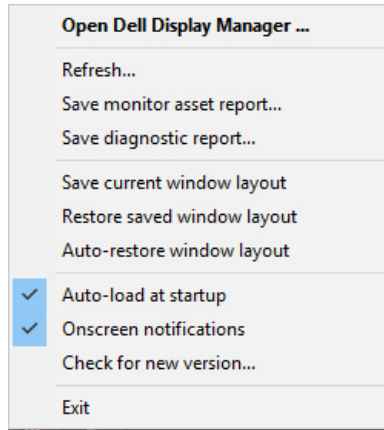 Open Dell Display Manager ...
Refresh...
Save monitor asset report...
Save diagnostic report...
Save current window layout
Restore saved window layout
Auto-restore window layout
Auto-load at startup
Onscreen notifications
Check for new version...
Exit